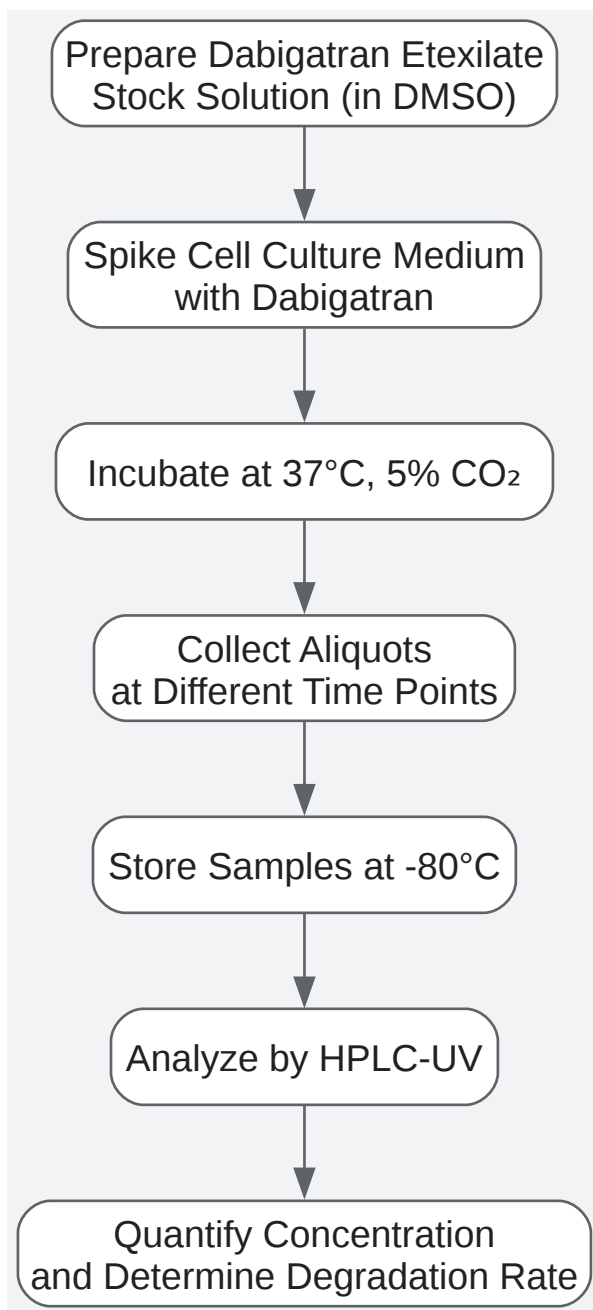 Prepare Dabigatran Etexilate
Stock Solution (in DMSO)
Spike Cell Culture Medium
with Dabigatran
Incubate at 37°C, 5% CO₂
Collect Aliquots
at Different Time Points
Store Samples at -80°C
Analyze by HPLC-UV
Quantify Concentration
and Determine Degradation Rate